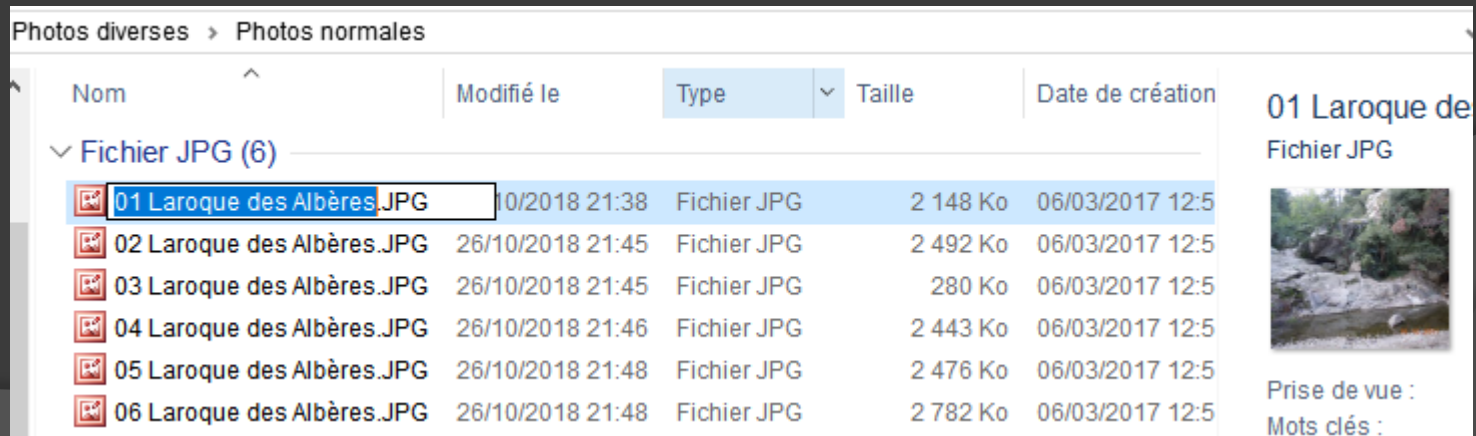 Photos diverses > Photos normales
Nom Modifié le Type Taille Date de création
Fichier JPG (6)
01 Laroque des Albères.JPG 10/2018 21:38 Fichier JPG 2 148 Ko 06/03/2017 12:5
02 Laroque des Albères.JPG 26/10/2018 21:45 Fichier JPG 2 492 Ko 06/03/2017 12:5
03 Laroque des Albères.JPG 26/10/2018 21:45 Fichier JPG 280 Ko 06/03/2017 12:5
04 Laroque des Albères.JPG 26/10/2018 21:46 Fichier JPG 2 443 Ko 06/03/2017 12:5
05 Laroque des Albères.JPG 26/10/2018 21:48 Fichier JPG 2 476 Ko 06/03/2017 12:5
06 Laroque des Albères.JPG 26/10/2018 21:48 Fichier JPG 2 782 Ko 06/03/2017 12:5
01 Laroque de
Fichier JPG
Prise de vue :
Mots clés :